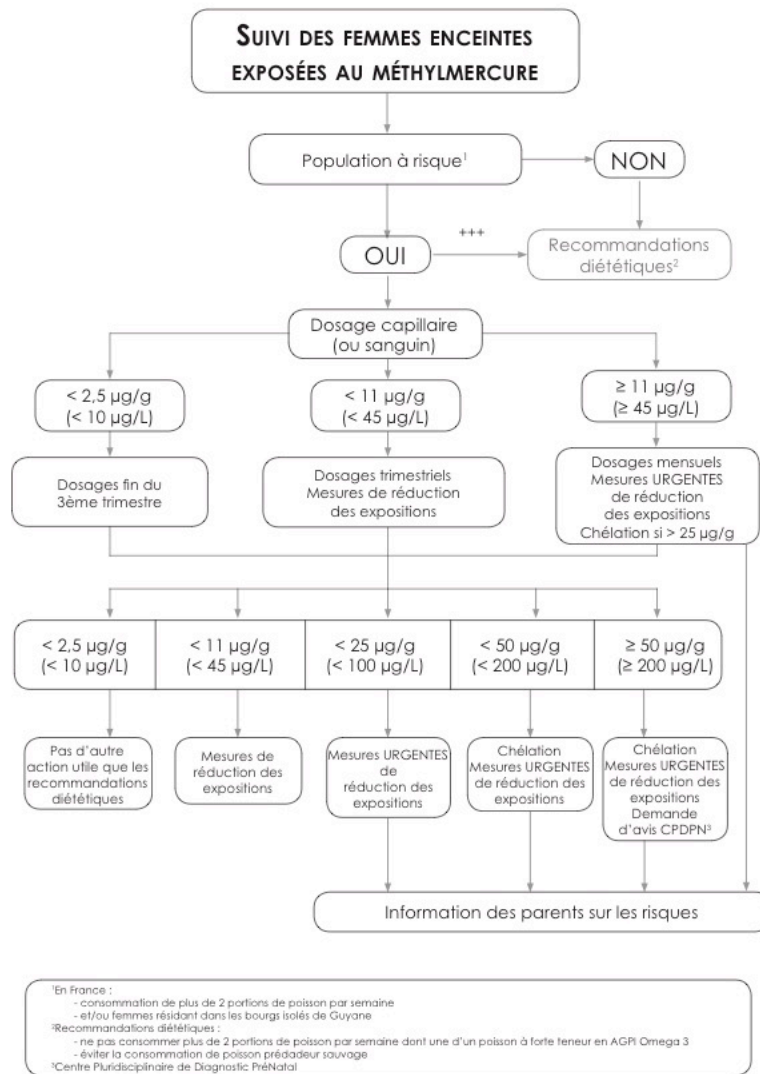 SUIVI DES FEMMES ENCEINTES
EXPOSÉES AU MÉTHYLMERCURE
Population à risque¹
NON
OUI
+++
Recommandations
diététiques²
Dosage capillaire
(ou sanguin)
< 2,5 µg/g
(< 10 µg/L)
< 11 µg/g
(< 45 µg/L)
≥ 11 µg/g
(≥ 45 µg/L)
Dosages fin du
3ème trimestre
Dosages trimestriels
Mesures de réduction
des expositions
Dosages mensuels
Mesures URGENTES
de réduction
des expositions
Chélation si > 25 µg/g
< 2,5 µg/g
(< 10 µg/L)
< 11 µg/g
(< 45 µg/L)
< 25 µg/g
(< 100 µg/L)
< 50 µg/g
(< 200 µg/L)
≥ 50 µg/g
(≥ 200 µg/L)
Pas d'autre
action utile que les
recommandations
diététiques
Mesures de
réduction des
expositions
Mesures URGENTES
de
réduction des
expositions
Chélation
Mesures URGENTES
de réduction des
expositions
Chélation
Mesures URGENTES
de réduction des
expositions
Demande
d'avis CPDPN³
Information des parents sur les risques
¹En France :
- consommation de plus de 2 portions de poisson par semaine
- et/ou femmes résidant dans les bourgs isolés de Guyane
²Recommandations diététiques :
- ne pas consommer plus de 2 portions de poisson par semaine dont une d'un poisson à forte teneur en AGPI Omega 3
- éviter la consommation de poisson prédadeur sauvage
³Centre Pluridisciplinaire de Diagnostic PréNatal